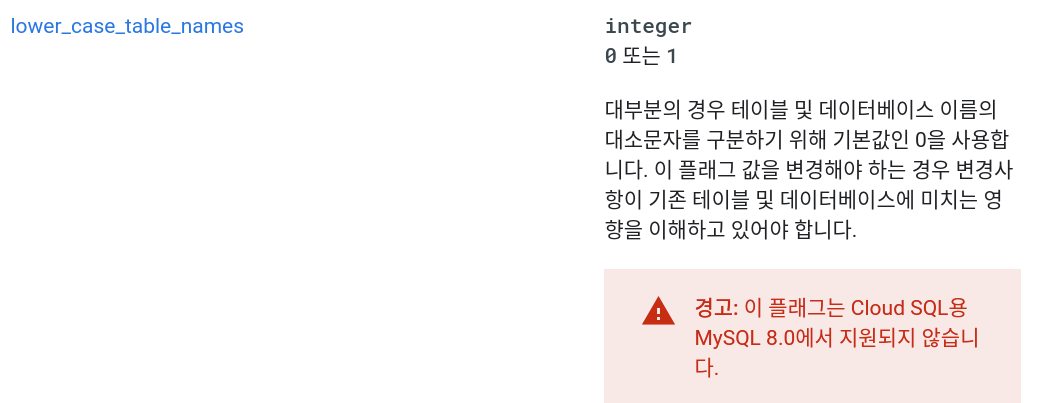 lower_case_table_names
integer
0 또는 1
대부분의 경우 테이블 및 데이터베이스 이름의
대소문자를 구분하기 위해 기본값인 0을 사용합
니다. 이 플래그 값을 변경해야 하는 경우 변경사
항이 기존 테이블 및 데이터베이스에 미치는 영
향을 이해하고 있어야 합니다.
경고: 이 플래그는 Cloud SQL용
MySQL 8.0에서 지원되지 않습니
다.